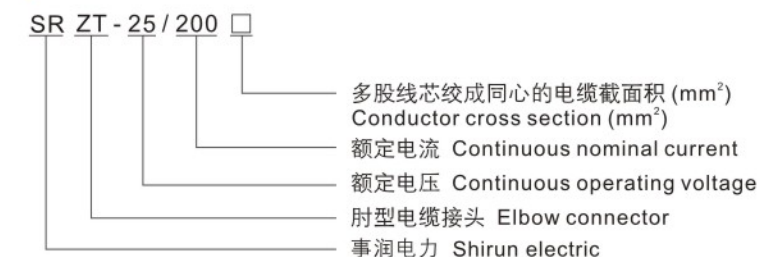 SR ZT - 25 / 200 □
多股线芯绞成同心的电缆截面积 (mm²)
Conductor cross section (mm²)
额定电流 Continuous nominal current
额定电压 Continuous operating voltage
肘型电缆接头 Elbow connector
事润电力 Shirun electric